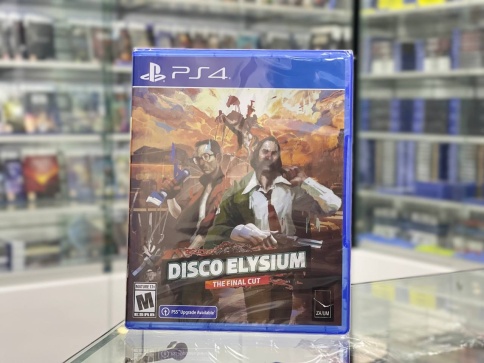 PS4
DISCO ELYSIUM
THE FINAL CUT
MATURE 17+
M
ESRB
PS5 Upgrade Available
ZA/UM